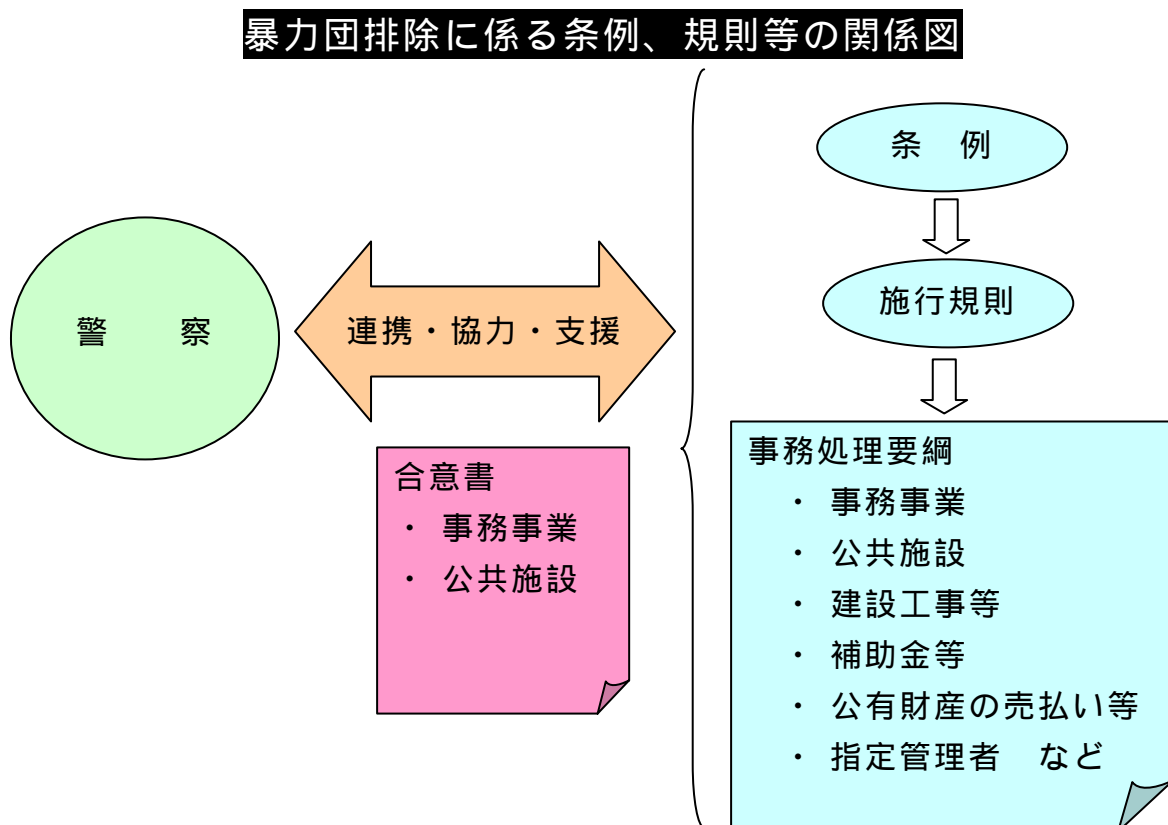 暴力団排除に係る条例、規則等の関係図
条　例
施行規則
警　　察
連携・協力・支援
合意書
・ 事務事業
・ 公共施設
事務処理要綱
・ 事務事業
・ 公共施設
・ 建設工事等
・ 補助金等
・ 公有財産の売払い等
・ 指定管理者　など